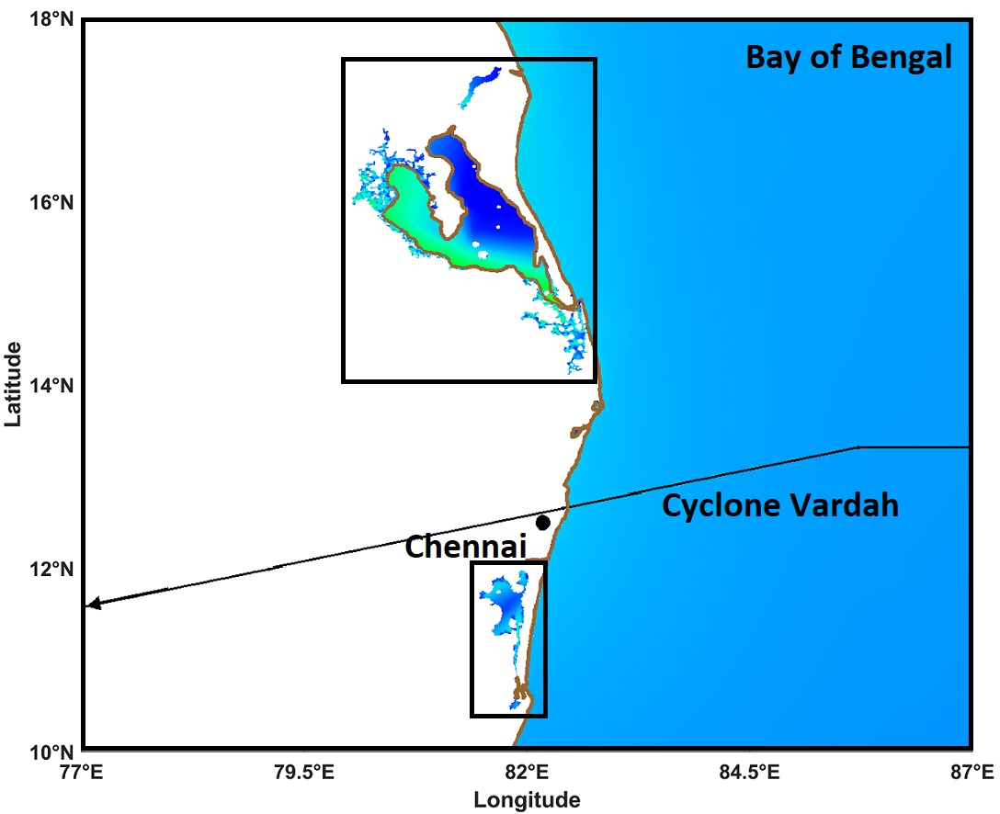 18°N
Bay of Bengal
16°N
14°N
Latitude
Cyclone Vardah
Chennai
12°N
10°N
77°E 79.5°E 82°E 84.5°E 87°E
Longitude